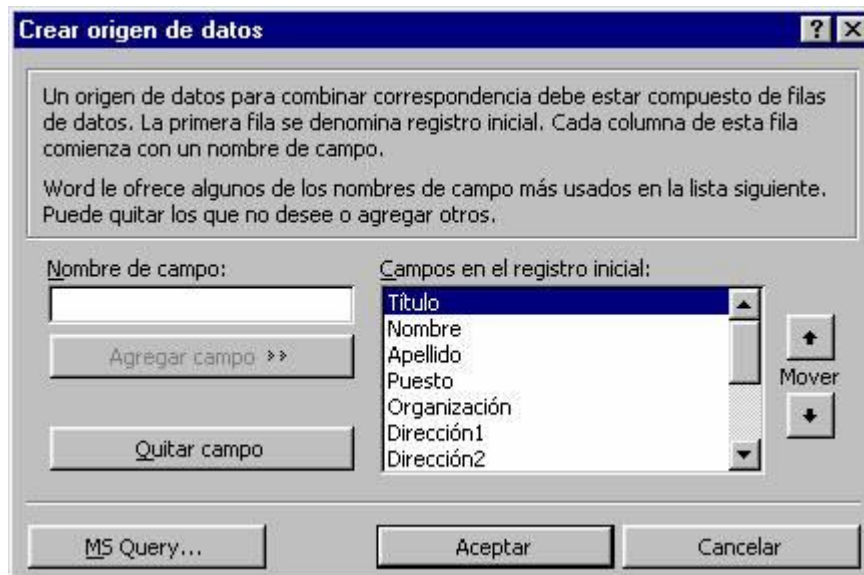 Crear origen de datos
Un origen de datos para combinar correspondencia debe estar compuesto de filas
de datos. La primera fila se denomina registro inicial. Cada columna de esta fila
comienza con un nombre de campo.
Word le ofrece algunos de los nombres de campo más usados en la lista siguiente.
Puede quitar los que no desee o agregar otros.
Nombre de campo:
Agregar campo >>
Quitar campo
Campos en el registro inicial:
Título
Nombre
Apellido
Puesto
Organización
Dirección1
Dirección2
Mover
MS Query...
Aceptar
Cancelar